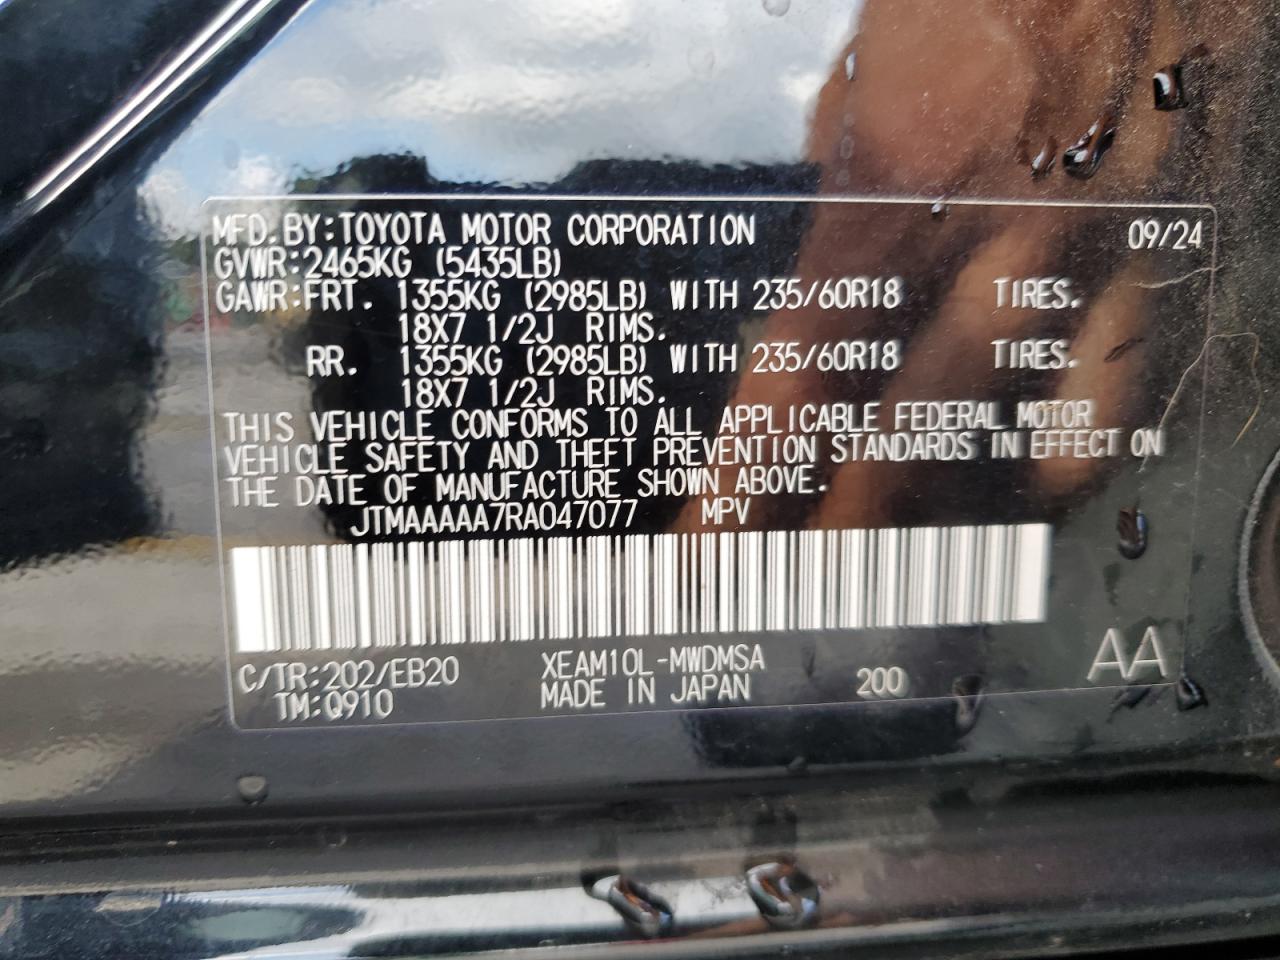 MFD.BY:TOYOTA MOTOR CORPORATION 09/24
GVWR:2465KG (5435LB)
GAWR:FRT. 1355KG (2985LB) WITH 235/60R18 TIRES.
18X7 1/2J RIMS.
RR. 1355KG (2985LB) WITH 235/60R18 TIRES.
18X7 1/2J RIMS.
THIS VEHICLE CONFORMS TO ALL APPLICABLE FEDERAL MOTOR
VEHICLE SAFETY AND THEFT PREVENTION STANDARDS IN EFFECT ON
THE DATE OF MANUFACTURE SHOWN ABOVE.
JTMAAAAA7RA047077 MPV
C/TR:202/EB20 XEAM10L-MWDMSA
TM:Q910 MADE IN JAPAN 200 AA